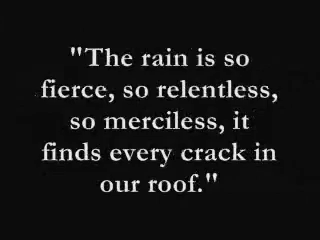 "The rain is so
fierce, so relentless,
so merciless, it
finds every crack in
our roof."